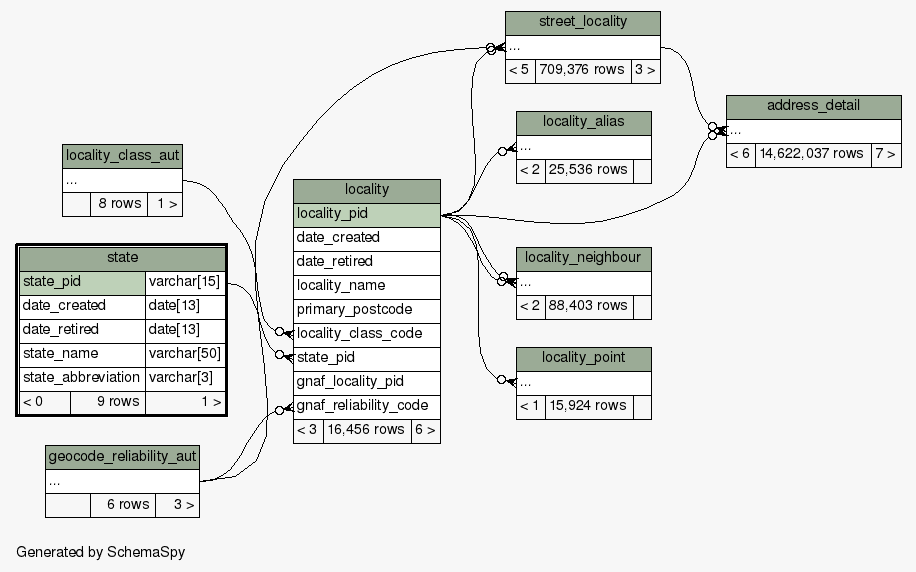 street_locality
...
< 5 709,376 rows 3 >
address_detail
...
< 6 14,622,037 rows 7 >
locality_alias
...
< 2 25,536 rows
locality_class_aut
...
8 rows 1 >
locality
locality_pid
date_created
date_retired
locality_name
primary_postcode
locality_class_code
state_pid
gnaf_locality_pid
gnaf_reliability_code
< 3 16,456 rows 6 >
state
state_pid varchar[15]
date_created date[13]
date_retired date[13]
state_name varchar[50]
state_abbreviation varchar[3]
< 0 9 rows 1 >
locality_neighbour
...
< 2 88,403 rows
locality_point
...
< 1 15,924 rows
geocode_reliability_aut
...
6 rows 3 >
Generated by SchemaSpy